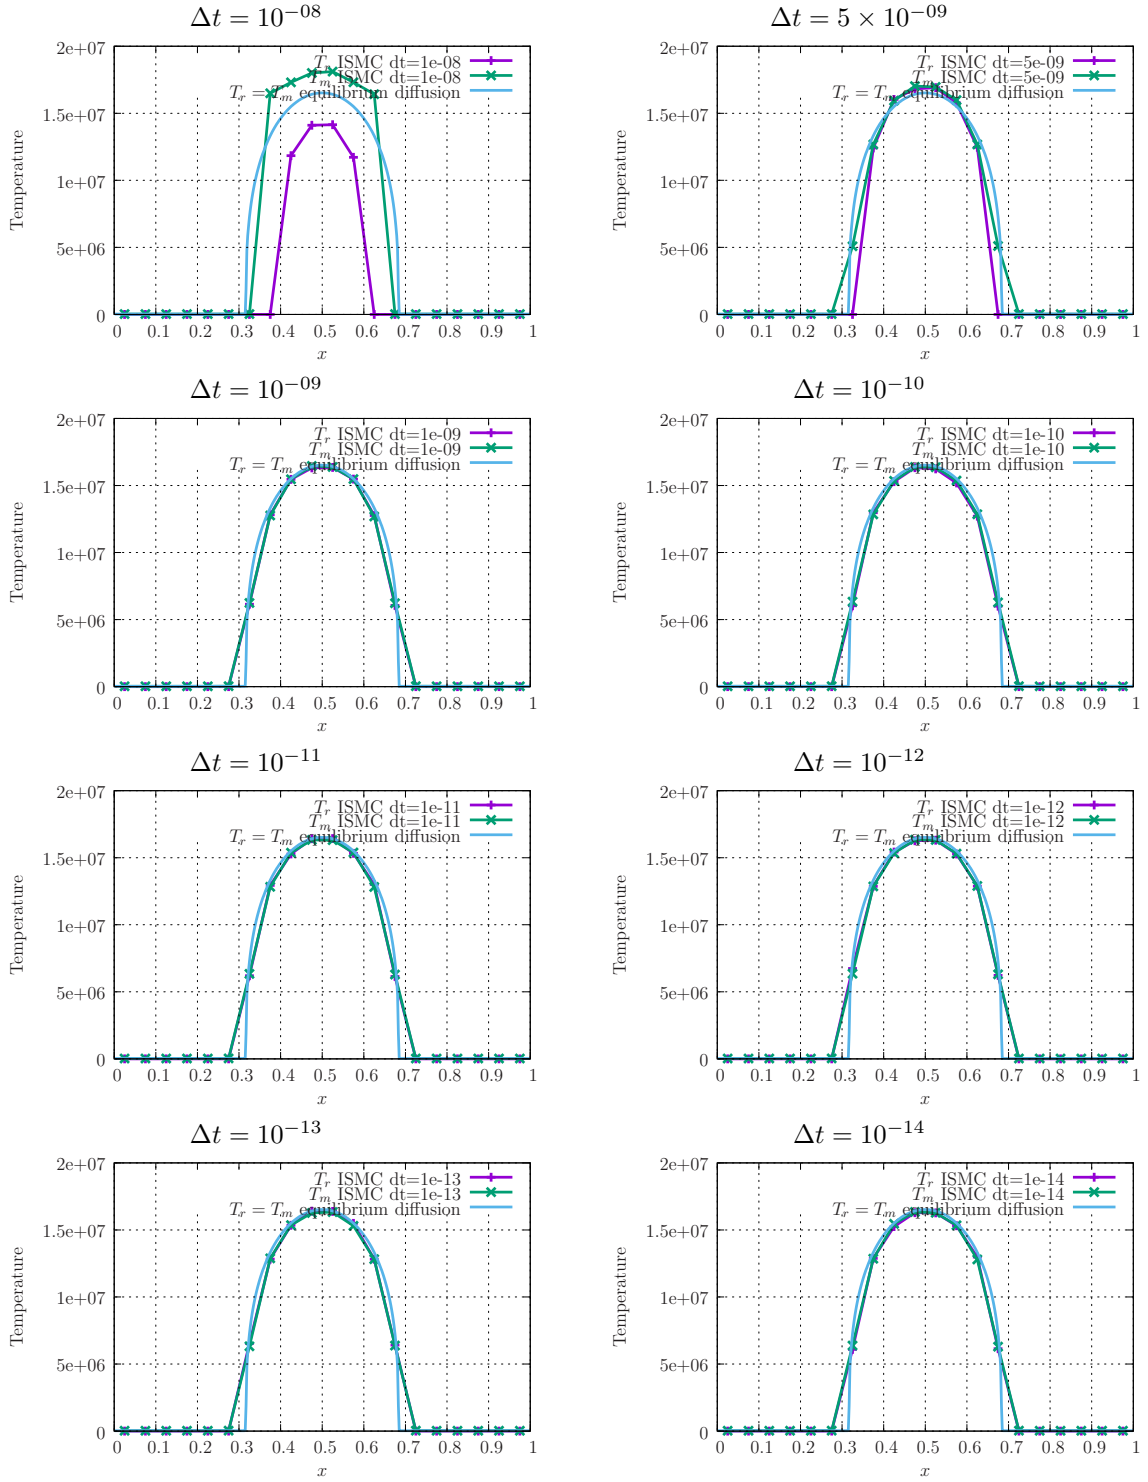 Δt = 10^{-08}
2e+07
1.5e+07
1e+07
5e+06
0
Temperature
T_r ISMC dt=1e-08
T_m ISMC dt=1e-08
T_r = T_m equilibrium diffusion
0 0.1 0.2 0.3 0.4 0.5 0.6 0.7 0.8 0.9 1
x
Δt = 5 × 10^{-09}
2e+07
1.5e+07
1e+07
5e+06
0
Temperature
T_r ISMC dt=5e-09
T_m ISMC dt=5e-09
T_r = T_m equilibrium diffusion
0 0.1 0.2 0.3 0.4 0.5 0.6 0.7 0.8 0.9 1
x
Δt = 10^{-09}
2e+07
1.5e+07
1e+07
5e+06
0
Temperature
T_r ISMC dt=1e-09
T_m ISMC dt=1e-09
T_r = T_m equilibrium diffusion
0 0.1 0.2 0.3 0.4 0.5 0.6 0.7 0.8 0.9 1
x
Δt = 10^{-10}
2e+07
1.5e+07
1e+07
5e+06
0
Temperature
T_r ISMC dt=1e-10
T_m ISMC dt=1e-10
T_r = T_m equilibrium diffusion
0 0.1 0.2 0.3 0.4 0.5 0.6 0.7 0.8 0.9 1
x
Δt = 10^{-11}
2e+07
1.5e+07
1e+07
5e+06
0
Temperature
T_r ISMC dt=1e-11
T_m ISMC dt=1e-11
T_r = T_m equilibrium diffusion
0 0.1 0.2 0.3 0.4 0.5 0.6 0.7 0.8 0.9 1
x
Δt = 10^{-12}
2e+07
1.5e+07
1e+07
5e+06
0
Temperature
T_r ISMC dt=1e-12
T_m ISMC dt=1e-12
T_r = T_m equilibrium diffusion
0 0.1 0.2 0.3 0.4 0.5 0.6 0.7 0.8 0.9 1
x
Δt = 10^{-13}
2e+07
1.5e+07
1e+07
5e+06
0
Temperature
T_r ISMC dt=1e-13
T_m ISMC dt=1e-13
T_r = T_m equilibrium diffusion
0 0.1 0.2 0.3 0.4 0.5 0.6 0.7 0.8 0.9 1
x
Δt = 10^{-14}
2e+07
1.5e+07
1e+07
5e+06
0
Temperature
T_r ISMC dt=1e-14
T_m ISMC dt=1e-14
T_r = T_m equilibrium diffusion
0 0.1 0.2 0.3 0.4 0.5 0.6 0.7 0.8 0.9 1
x